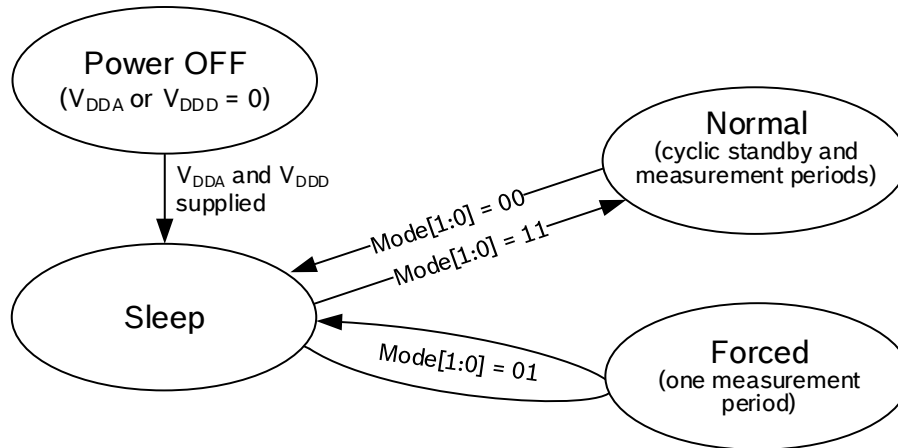 Power OFF
(VDDA or VDDD = 0)
VDDA and VDDD
supplied
Normal
(cyclic standby and
measurement periods)
Mode[1:0] = 00
Mode[1:0] = 11
Sleep
Mode[1:0] = 01
Forced
(one measurement
period)